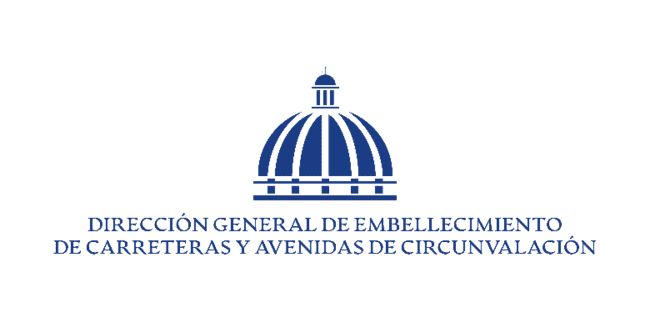 DIRECCIÓN GENERAL DE EMBELLECIMIENTO
DE CARRETERAS Y AVENIDAS DE CIRCUNVALACIÓN